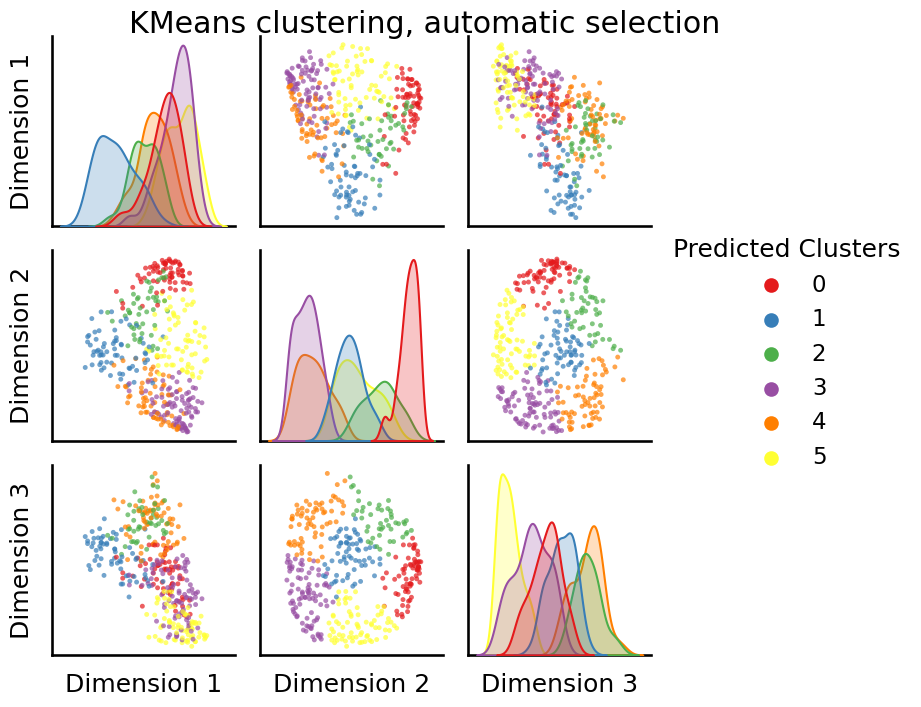 KMeans clustering, automatic selection
Dimension 1
Dimension 2
Dimension 3
Predicted Clusters
0
1
2
3
4
5
Dimension 1
Dimension 2
Dimension 3